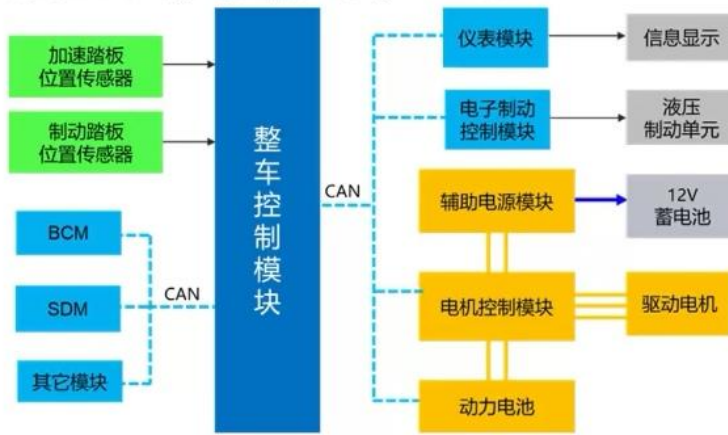 加速踏板
位置传感器
制动踏板
位置传感器
BCM
SDM
其它模块
CAN
整车控制模块
CAN
仪表模块
信息显示
电子制动
控制模块
液压
制动单元
辅助电源模块
12V
蓄电池
电机控制模块
驱动电机
动力电池